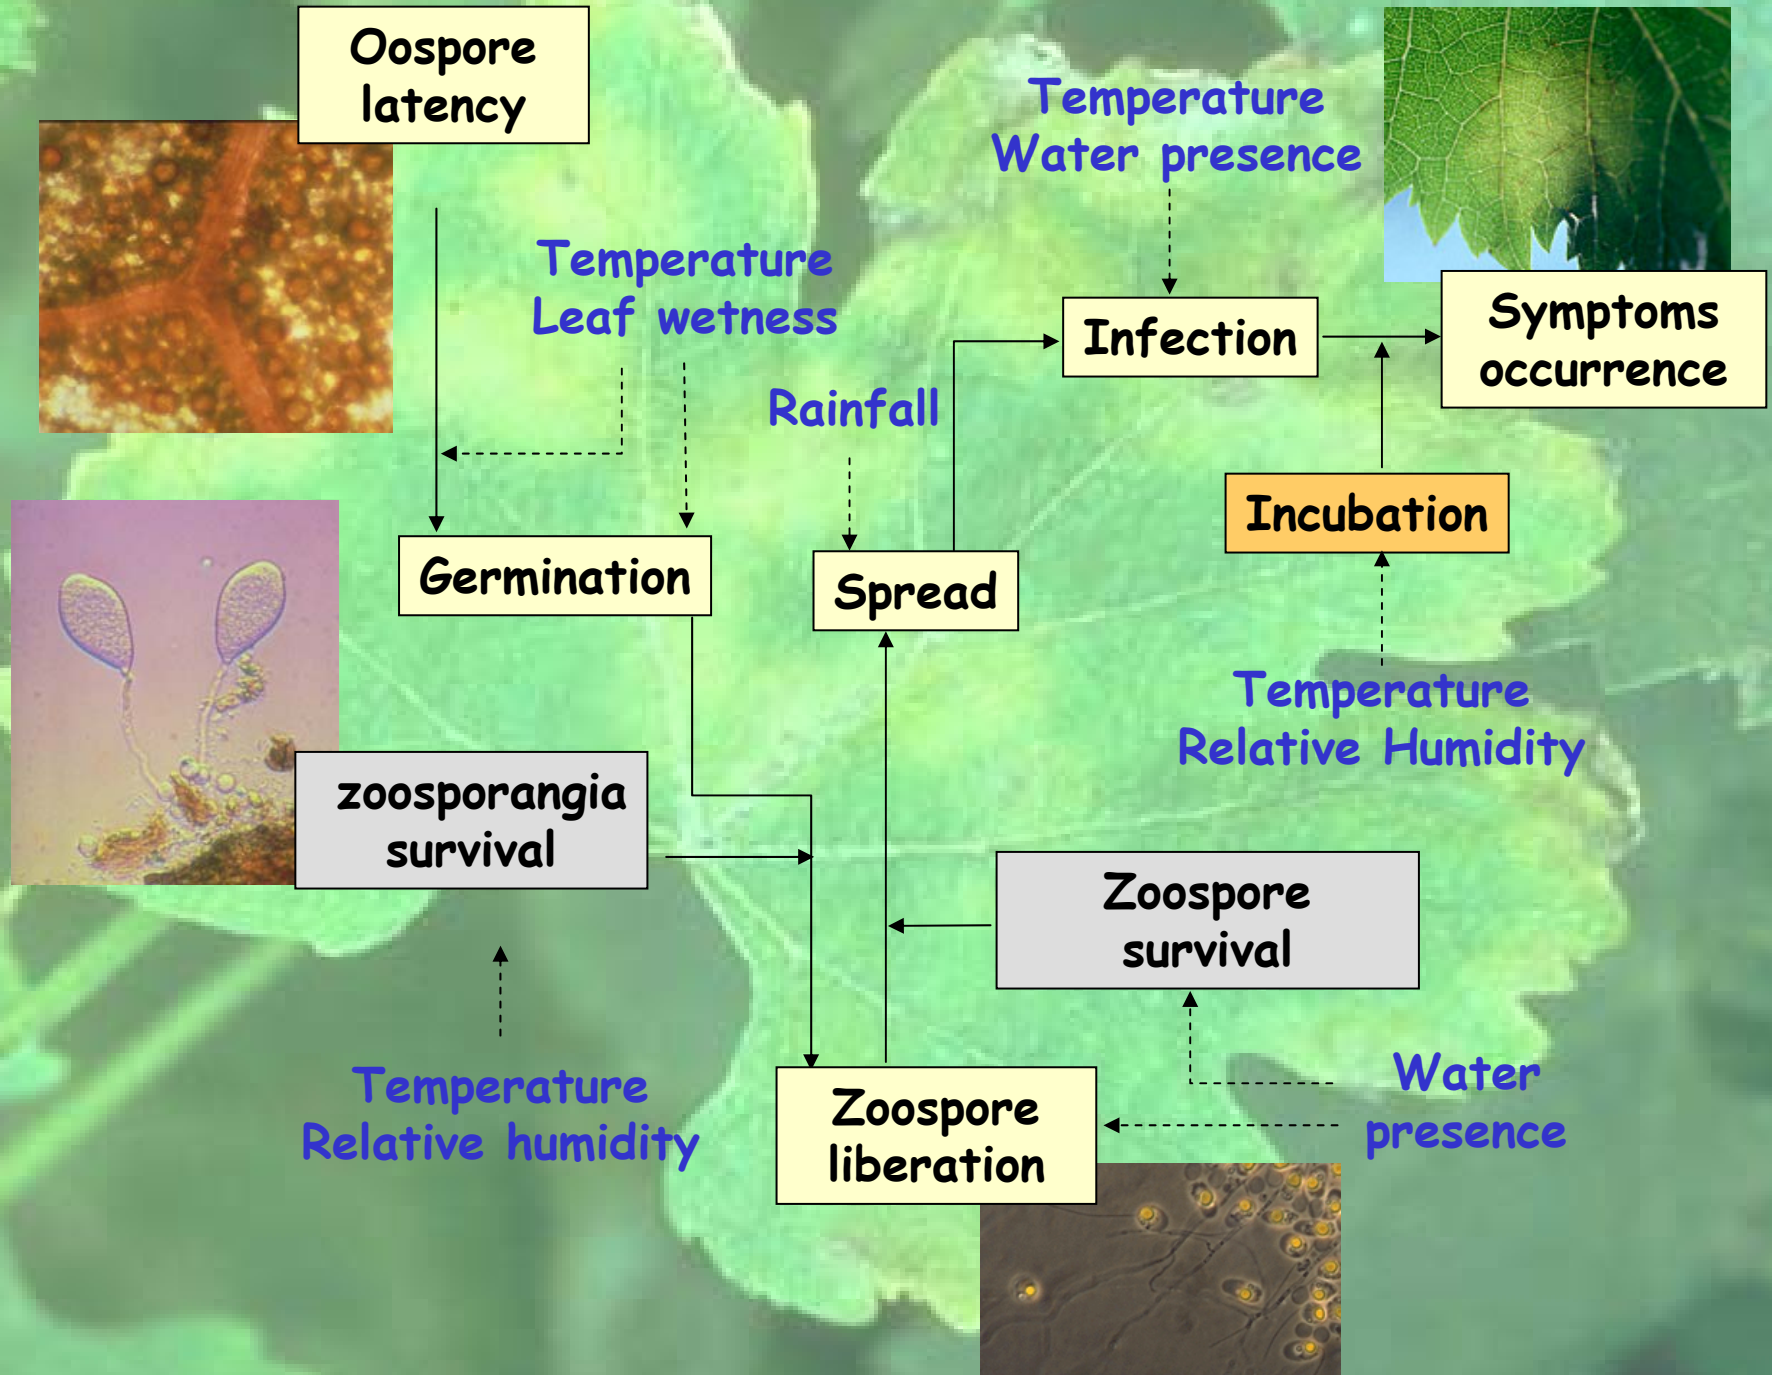 Oospore
latency
Temperature
Water presence
Temperature
Leaf wetness
Symptoms
occurrence
Infection
Rainfall
Incubation
Germination
Spread
Temperature
Relative Humidity
zoosporangia
survival
Zoospore
survival
Temperature
Relative humidity
Water
presence
Zoospore
liberation